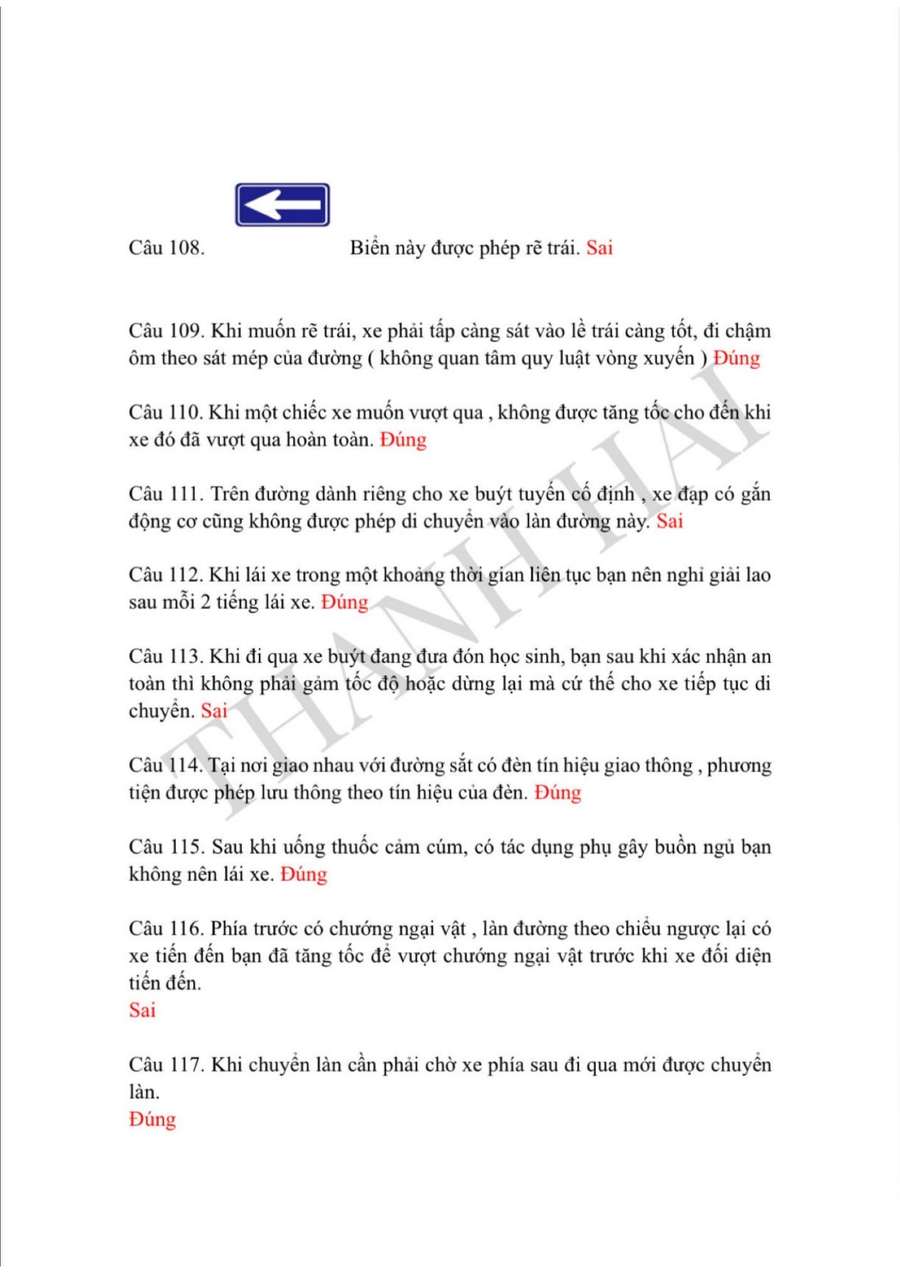 Câu 108. Biển này được phép rẽ trái. Sai
Câu 109. Khi muốn rẽ trái, xe phải tấp càng sát vào lề trái càng tốt, đi chậm
ôm theo sát mép của đường ( không quan tâm quy luật vòng xuyến ) Đúng
Câu 110. Khi một chiếc xe muốn vượt qua , không được tăng tốc cho đến khi
xe đó đã vượt qua hoàn toàn. Đúng
Câu 111. Trên đường dành riêng cho xe buýt tuyến cố định , xe đạp có gắn
động cơ cũng không được phép di chuyển vào làn đường này. Sai
Câu 112. Khi lái xe trong một khoảng thời gian liên tục bạn nên nghỉ giải lao
sau mỗi 2 tiếng lái xe. Đúng
Câu 113. Khi đi qua xe buýt đang đưa đón học sinh, bạn sau khi xác nhận an
toàn thì không phải gảm tốc độ hoặc dừng lại mà cứ thế cho xe tiếp tục di
chuyển. Sai
Câu 114. Tại nơi giao nhau với đường sắt có đèn tín hiệu giao thông , phương
tiện được phép lưu thông theo tín hiệu của đèn. Đúng
Câu 115. Sau khi uống thuốc cảm cúm, có tác dụng phụ gây buồn ngủ bạn
không nên lái xe. Đúng
Câu 116. Phía trước có chướng ngại vật , làn đường theo chiều ngược lại có
xe tiến đến bạn đã tăng tốc để vượt chướng ngại vật trước khi xe đối diện
tiến đến.
Sai
Câu 117. Khi chuyển làn cần phải chờ xe phía sau đi qua mới được chuyển
làn.
Đúng
THANH HAI